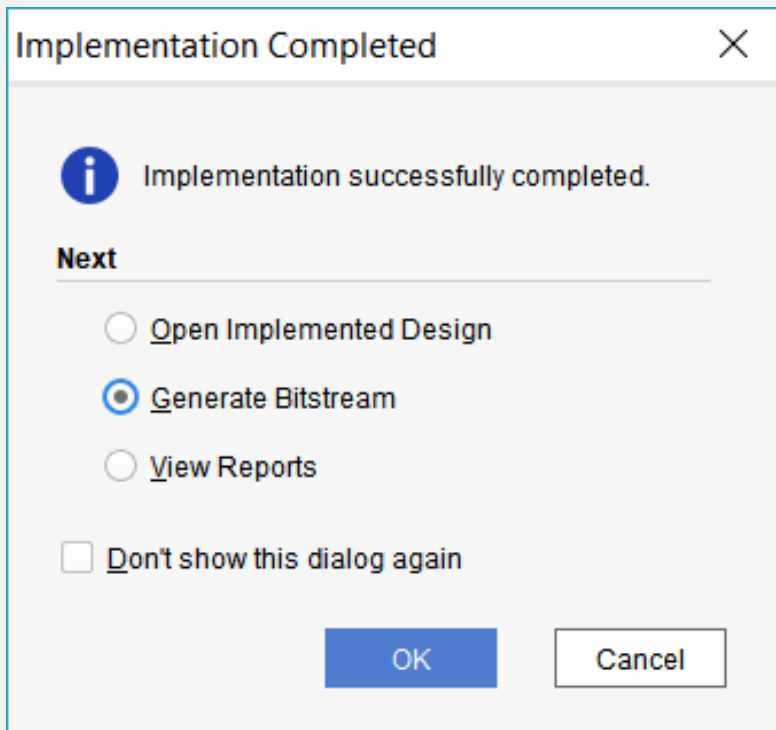 Implementation Completed
Implementation successfully completed.
Next
Open Implemented Design
Generate Bitstream
View Reports
Don't show this dialog again
OK
Cancel